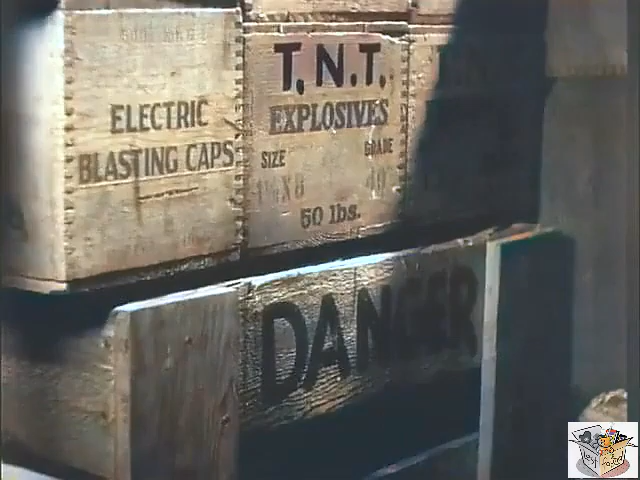 ELECTRIC
BLASTING CAPS
T.N.T.
EXPLOSIVES
SIZE GRADE
50 lbs.
DANGER